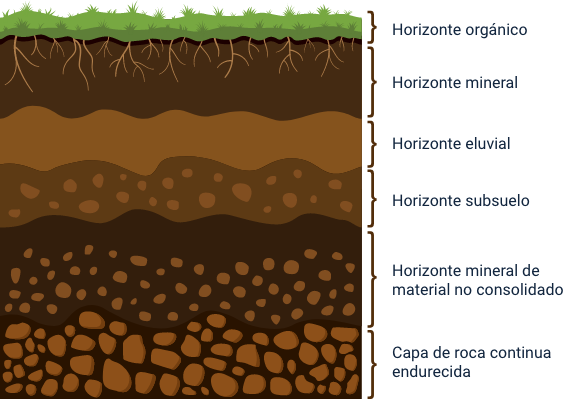 Horizonte orgánico
Horizonte mineral
Horizonte eluvial
Horizonte subsuelo
Horizonte mineral de
material no consolidado
Capa de roca continua
endurecida